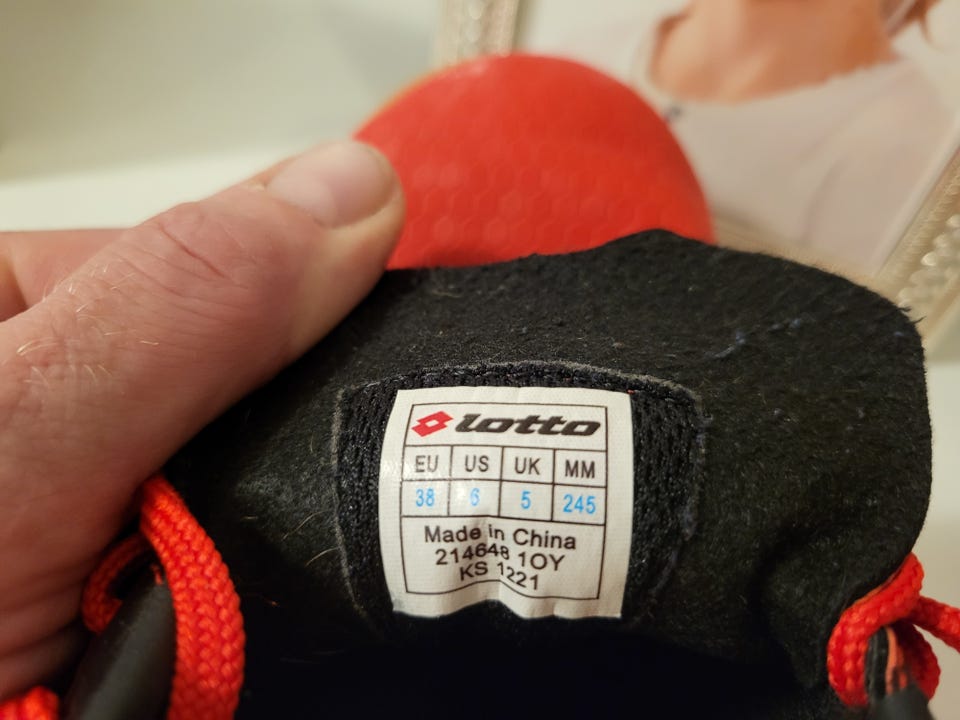 lotto
EU US UK MM
38 6 5 245
Made in China
214648 1OY
KS 1221